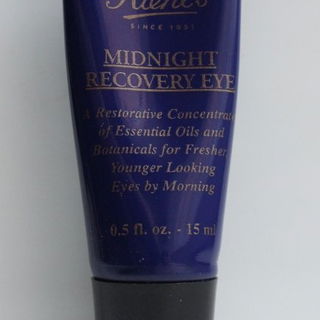 Kiehl's
SINCE 1851
MIDNIGHT
RECOVERY EYE
A Restorative Concentrate
of Essential Oils and
Botanicals for Fresher
Younger Looking
Eyes by Morning
0.5 fl. oz. - 15 ml